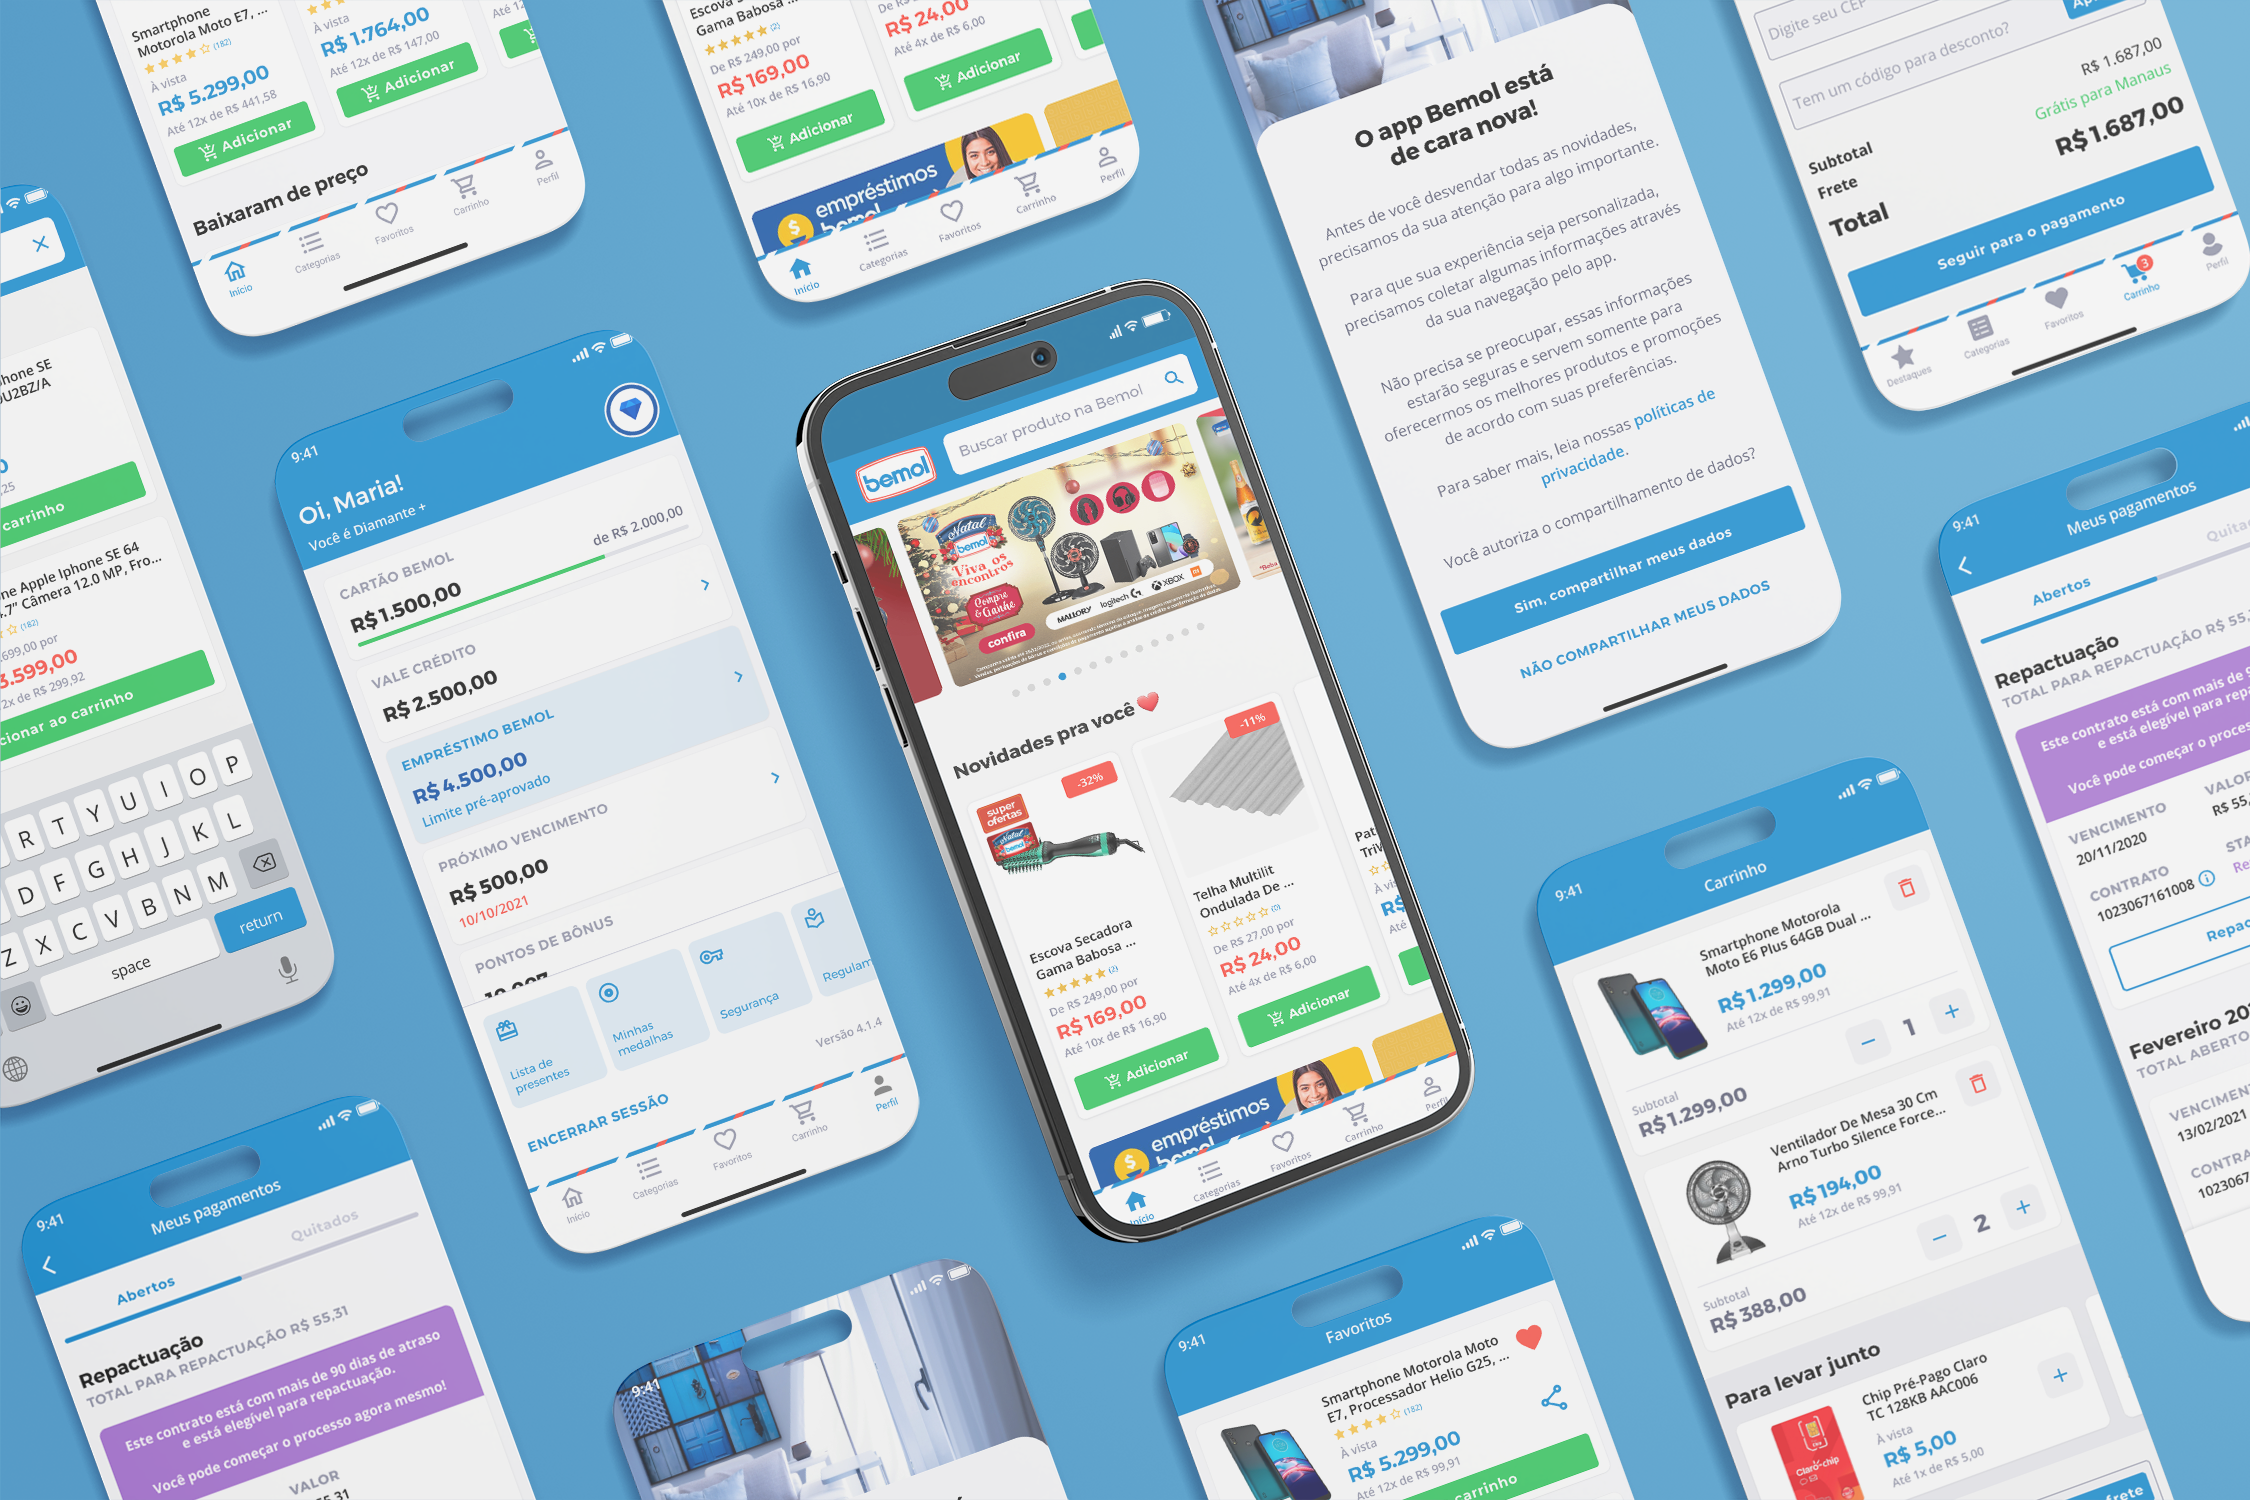 Smartphone
Motorola Moto E7, ...
(182)
À vista
R$ 5.299,00
Até 12x de R$ 441,58
Adicionar
À vista
R$ 1.764,00
Até 12x de R$ 147,00
Adicionar
Até 12
Baixaram de preço
Início
Categorias
Favoritos
Carrinho
Perfil
Gama Babosa ...
(2)
De R$ 249,00 por
R$ 169,00
Até 10x de R$ 16,90
Adicionar
R$ 24,00
Até 4x de R$ 6,00
Adicionar
empréstimos
bemol
Início
Categorias
Favoritos
Carrinho
Perfil
O app Bemol está
de cara nova!
Antes de você desvendar todas as novidades,
precisamos da sua atenção para algo importante.
Para que sua experiência seja personalizada,
precisamos coletar algumas informações através
da sua navegação pelo app.
Não precisa se preocupar, essas informações
estarão seguras e servem somente para
oferecermos os melhores produtos e promoções
de acordo com suas preferências.
Para saber mais, leia nossas políticas de
privacidade.
Você autoriza o compartilhamento de dados?
Sim, compartilhar meus dados
NÃO COMPARTILHAR MEUS DADOS
Digite seu CEP
Tem um código para desconto?
Subtotal
R$ 1.687,00
Frete
Grátis para Manaus
Total
R$ 1.687,00
Seguir para o pagamento
Destaques
Categorias
Favoritos
3
Carrinho
Perfil
hone SE
U2BZ/A
,25
carrinho
ne Apple Iphone SE 64
.7" Câmera 12.0 MP, Fro...
(182)
.699,00 por
3.599,00
2x de R$ 299,92
cionar ao carrinho
R T Y U I O P
D F G H J K L
Z X C V B N M
space
return
9:41
Oi, Maria!
Você é Diamante +
CARTÃO BEMOL
R$ 1.500,00
de R$ 2.000,00
VALE CRÉDITO
R$ 2.500,00
EMPRÉSTIMO BEMOL
R$ 4.500,00
Limite pré-aprovado
PRÓXIMO VENCIMENTO
R$ 500,00
10/10/2021
PONTOS DE BÔNUS
Lista de
presentes
Minhas
medalhas
Segurança
Regulam
Versão 4.1.4
ENCERRAR SESSÃO
Início
Categorias
Favoritos
Carrinho
Perfil
bemol
Buscar produto na Bemol
Natal
bemol
Viva os
encontros
Compre
& Ganhe
confira
MALLORY
logitech G
XBOX
Novidades pra você
-32%
super
ofertas
Natal
bemol
Escova Secadora
Gama Babosa ...
(2)
De R$ 249,00 por
R$ 169,00
Até 10x de R$ 16,90
Adicionar
-11%
Telha Multilit
Ondulada De ...
(0)
De R$ 27,00 por
R$ 24,00
Até 4x de R$ 6,00
Adicionar
Pat
TriV
À vis
R$
Até
empréstimos
bemol
Início
Categorias
Favoritos
Carrinho
Perfil
9:41
Meus pagamentos
Abertos
Quitados
Repactuação
TOTAL PARA REPACTUAÇÃO R$ 55,31
Este contrato está com mais de 90 dias de atraso
e está elegível para repactuação.
Você pode começar o processo agora mesmo!
VALOR
55,31
9:41
9:41
Favoritos
Smartphone Motorola Moto
E7, Processador Helio G25, ...
(182)
À vista
R$ 5.299,00
Até 12x de R$ 99,91
carrinho
9:41
Carrinho
Smartphone Motorola
Moto E6 Plus 64GB Dual ...
R$ 1.299,00
Até 12x de R$ 99,91
1
Subtotal
R$ 1.299,00
Ventilador De Mesa 30 Cm
Arno Turbo Silence Force...
R$ 194,00
Até 12x de R$ 99,91
2
Subtotal
R$ 388,00
Para levar junto
Claro-chip
Chip Pré-Pago Claro
TC 128KB AAC006
À vista
R$ 5,00
Até 1x de R$ 5,00
frete
9:41
Meus pagamentos
Abertos
Quita
Repactuação
TOTAL PARA REPACTUAÇÃO R$ 55,
Este contrato está com mais de 9
e está elegível para repa
Você pode começar o proces
VENCIMENTO
20/11/2020
VALO
R$ 55,
CONTRATO
1023067161008
STA
Re
Repac
Fevereiro 20
TOTAL ABERTO
VENCIMEN
13/02/2021
CONTRA
1023067